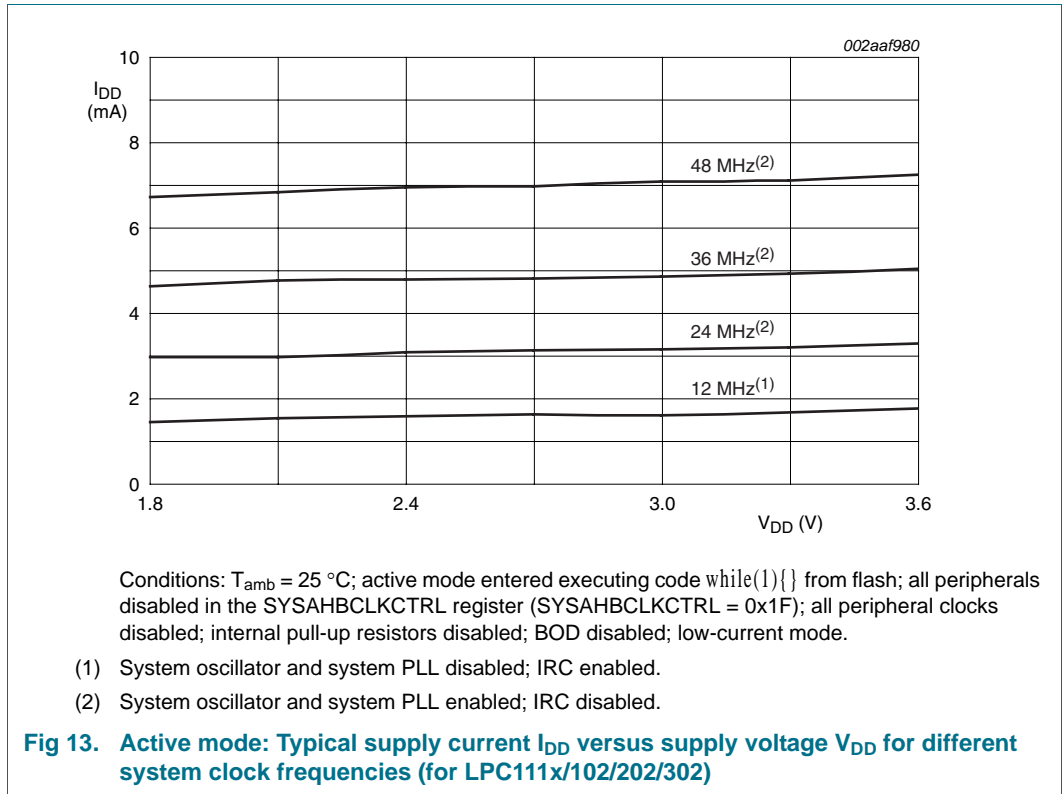 002aaf980
10
IDD
(mA)
8
48 MHz(2)
6
36 MHz(2)
4
24 MHz(2)
2
12 MHz(1)
0
1.8
2.4
3.0
3.6
VDD (V)
Conditions: Tamb = 25 °C; active mode entered executing code while(1){} from flash; all peripherals
disabled in the SYSAHBCLKCTRL register (SYSAHBCLKCTRL = 0x1F); all peripheral clocks
disabled; internal pull-up resistors disabled; BOD disabled; low-current mode.
(1) System oscillator and system PLL disabled; IRC enabled.
(2) System oscillator and system PLL enabled; IRC disabled.
Fig 13. Active mode: Typical supply current IDD versus supply voltage VDD for different
system clock frequencies (for LPC111x/102/202/302)